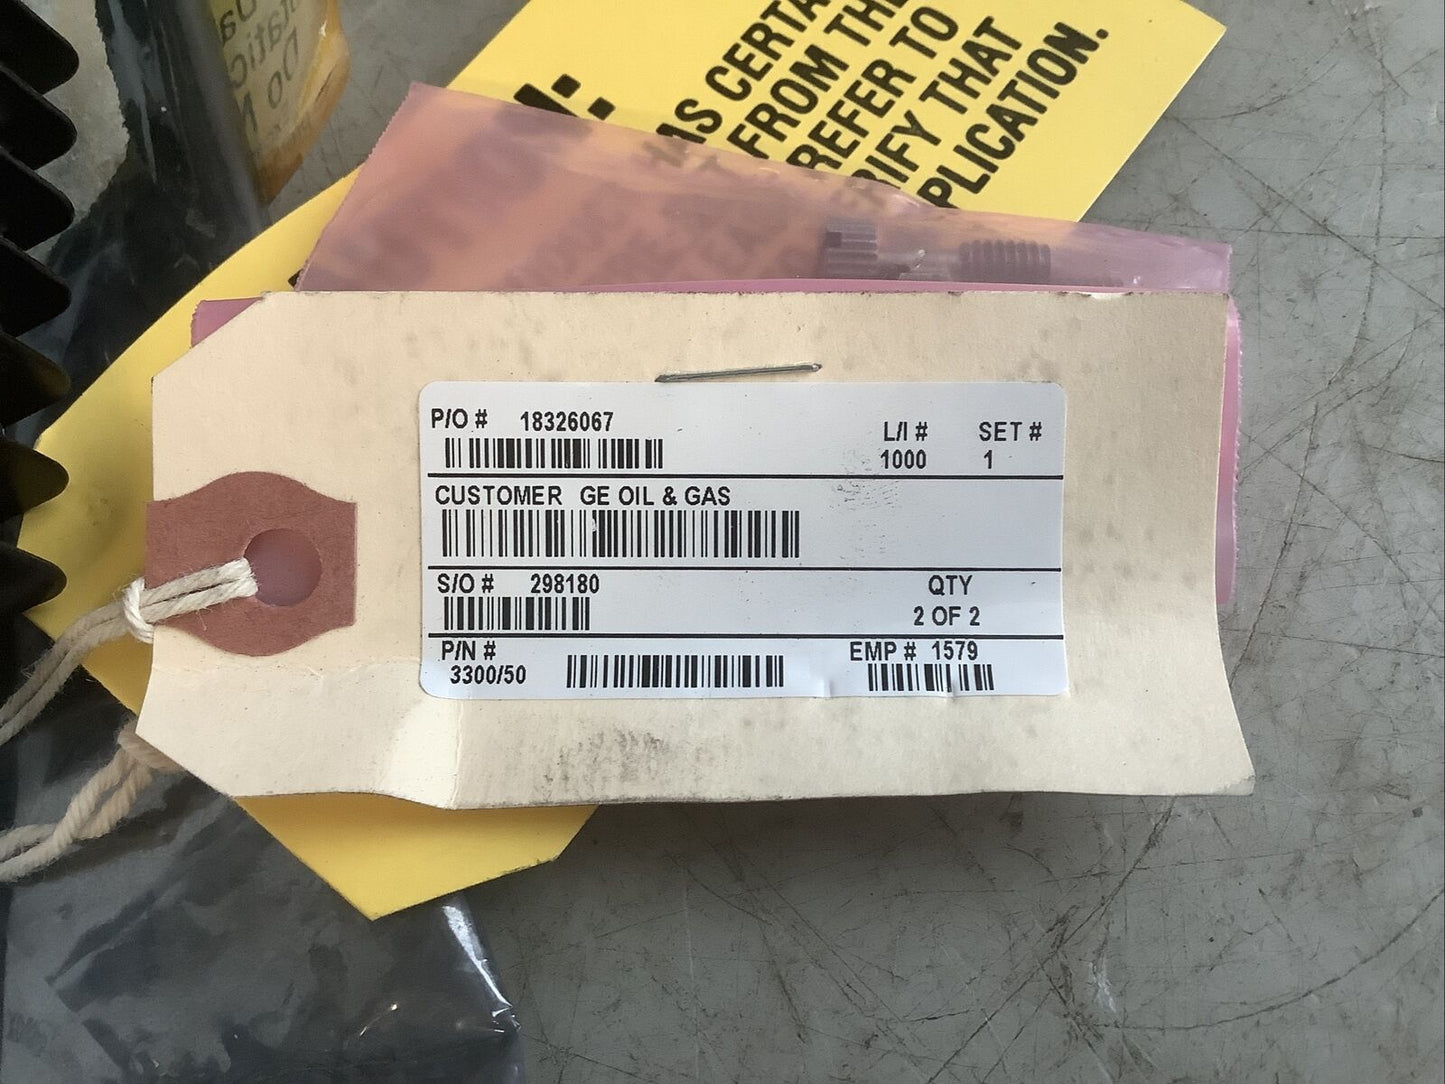 AS CERTA
FROM THE
REFER TO
RIFY THAT
PLICATION.
P/O # 18326067
L/I # SET #
1000 1
CUSTOMER GE OIL & GAS
S/O # 298180
QTY
2 OF 2
P/N #
3300/50
EMP # 1579